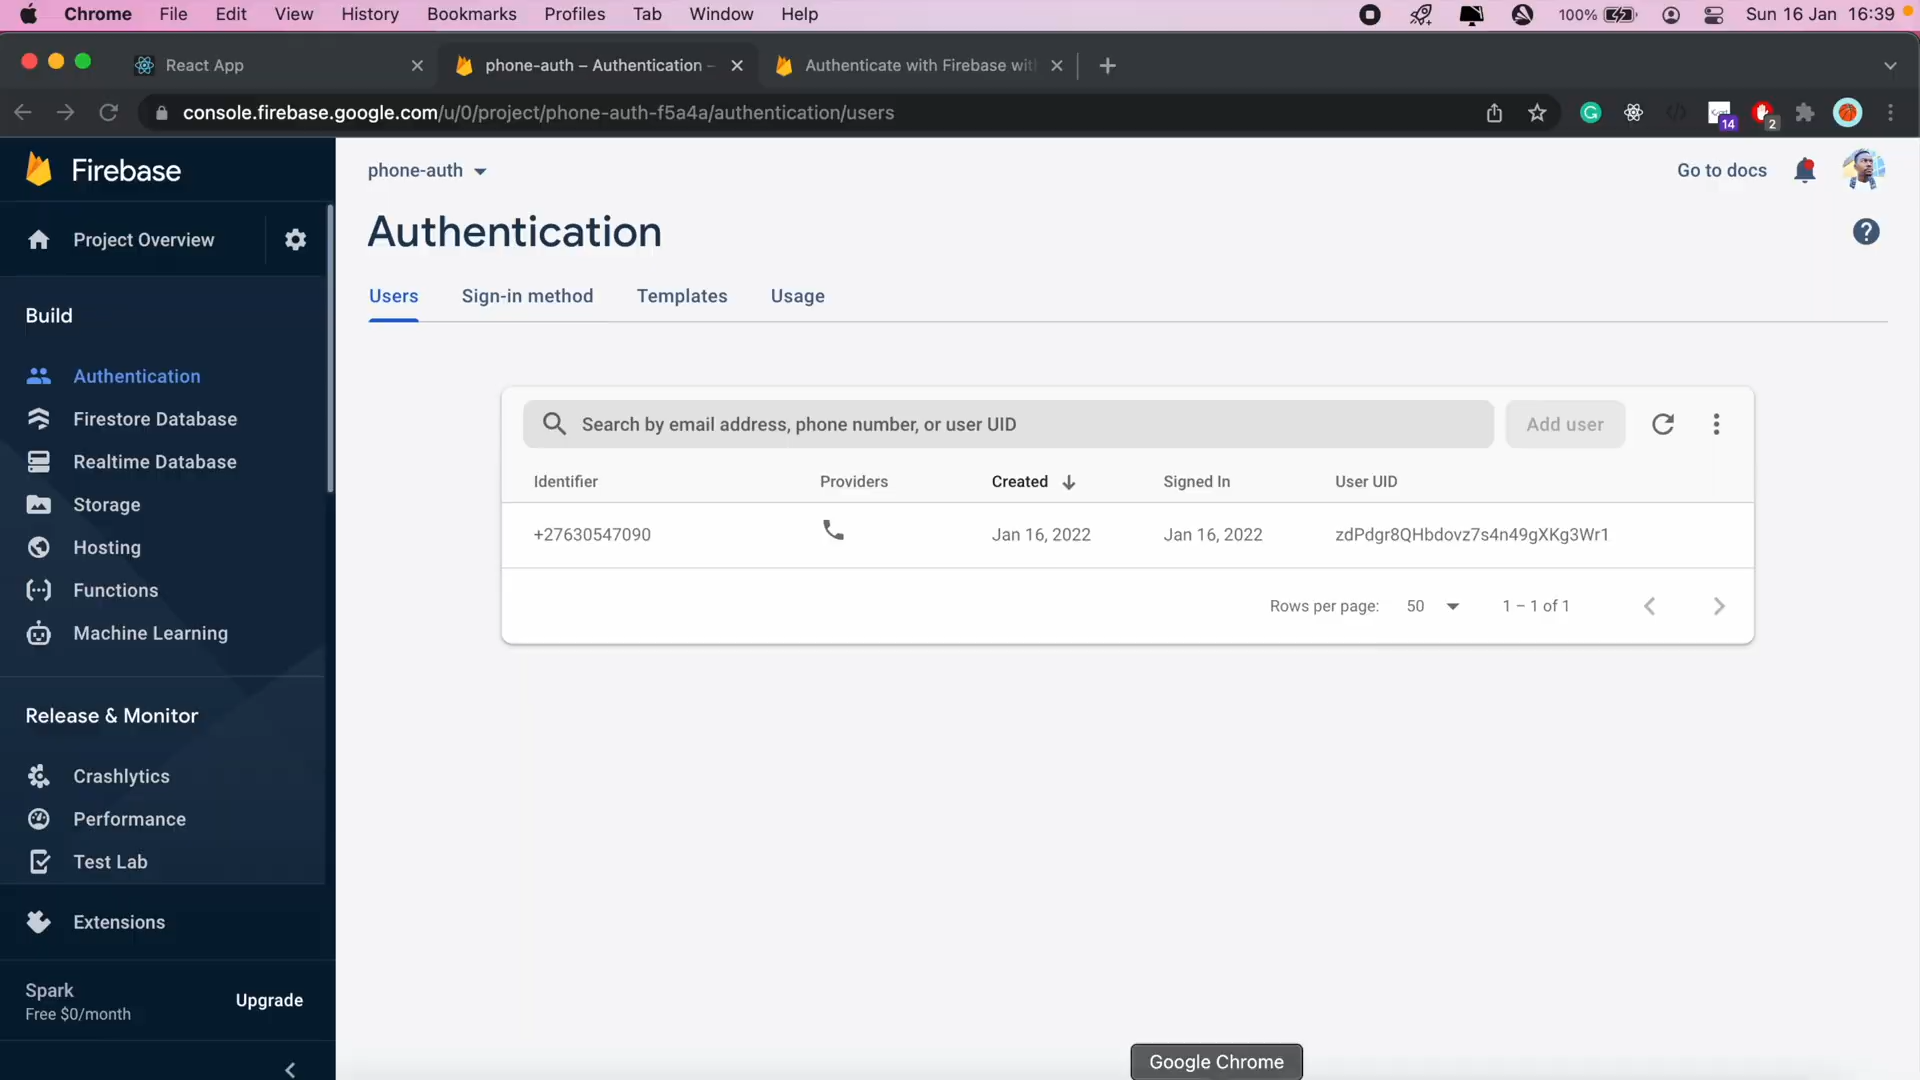 Chrome File Edit View History Bookmarks Profiles Tab Window Help 100% Sun 16 Jan 16:39
React App phone-auth – Authentication – Authenticate with Firebase wit
console.firebase.google.com/u/0/project/phone-auth-f5a4a/authentication/users 14 2
Firebase
Project Overview
Build
Authentication
Firestore Database
Realtime Database
Storage
Hosting
Functions
Machine Learning
Release & Monitor
Crashlytics
Performance
Test Lab
Extensions
Spark
Free $0/month
Upgrade
phone-auth Go to docs
Authentication ?
Users Sign-in method Templates Usage
Search by email address, phone number, or user UID Add user
Identifier Providers Created Signed In User UID
+27630547090 Jan 16, 2022 Jan 16, 2022 zdPdgr8QHbdovz7s4n49gXKg3Wr1
Rows per page: 50 1 – 1 of 1
Google Chrome